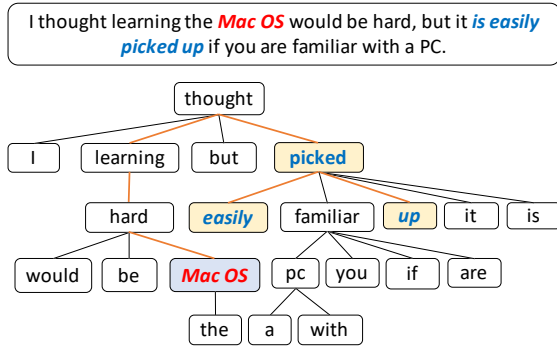 I thought learning the Mac OS would be hard, but it is easily
picked up if you are familiar with a PC.
thought
I learning but picked
hard easily familiar up it is
would be Mac OS pc you if are
the a with